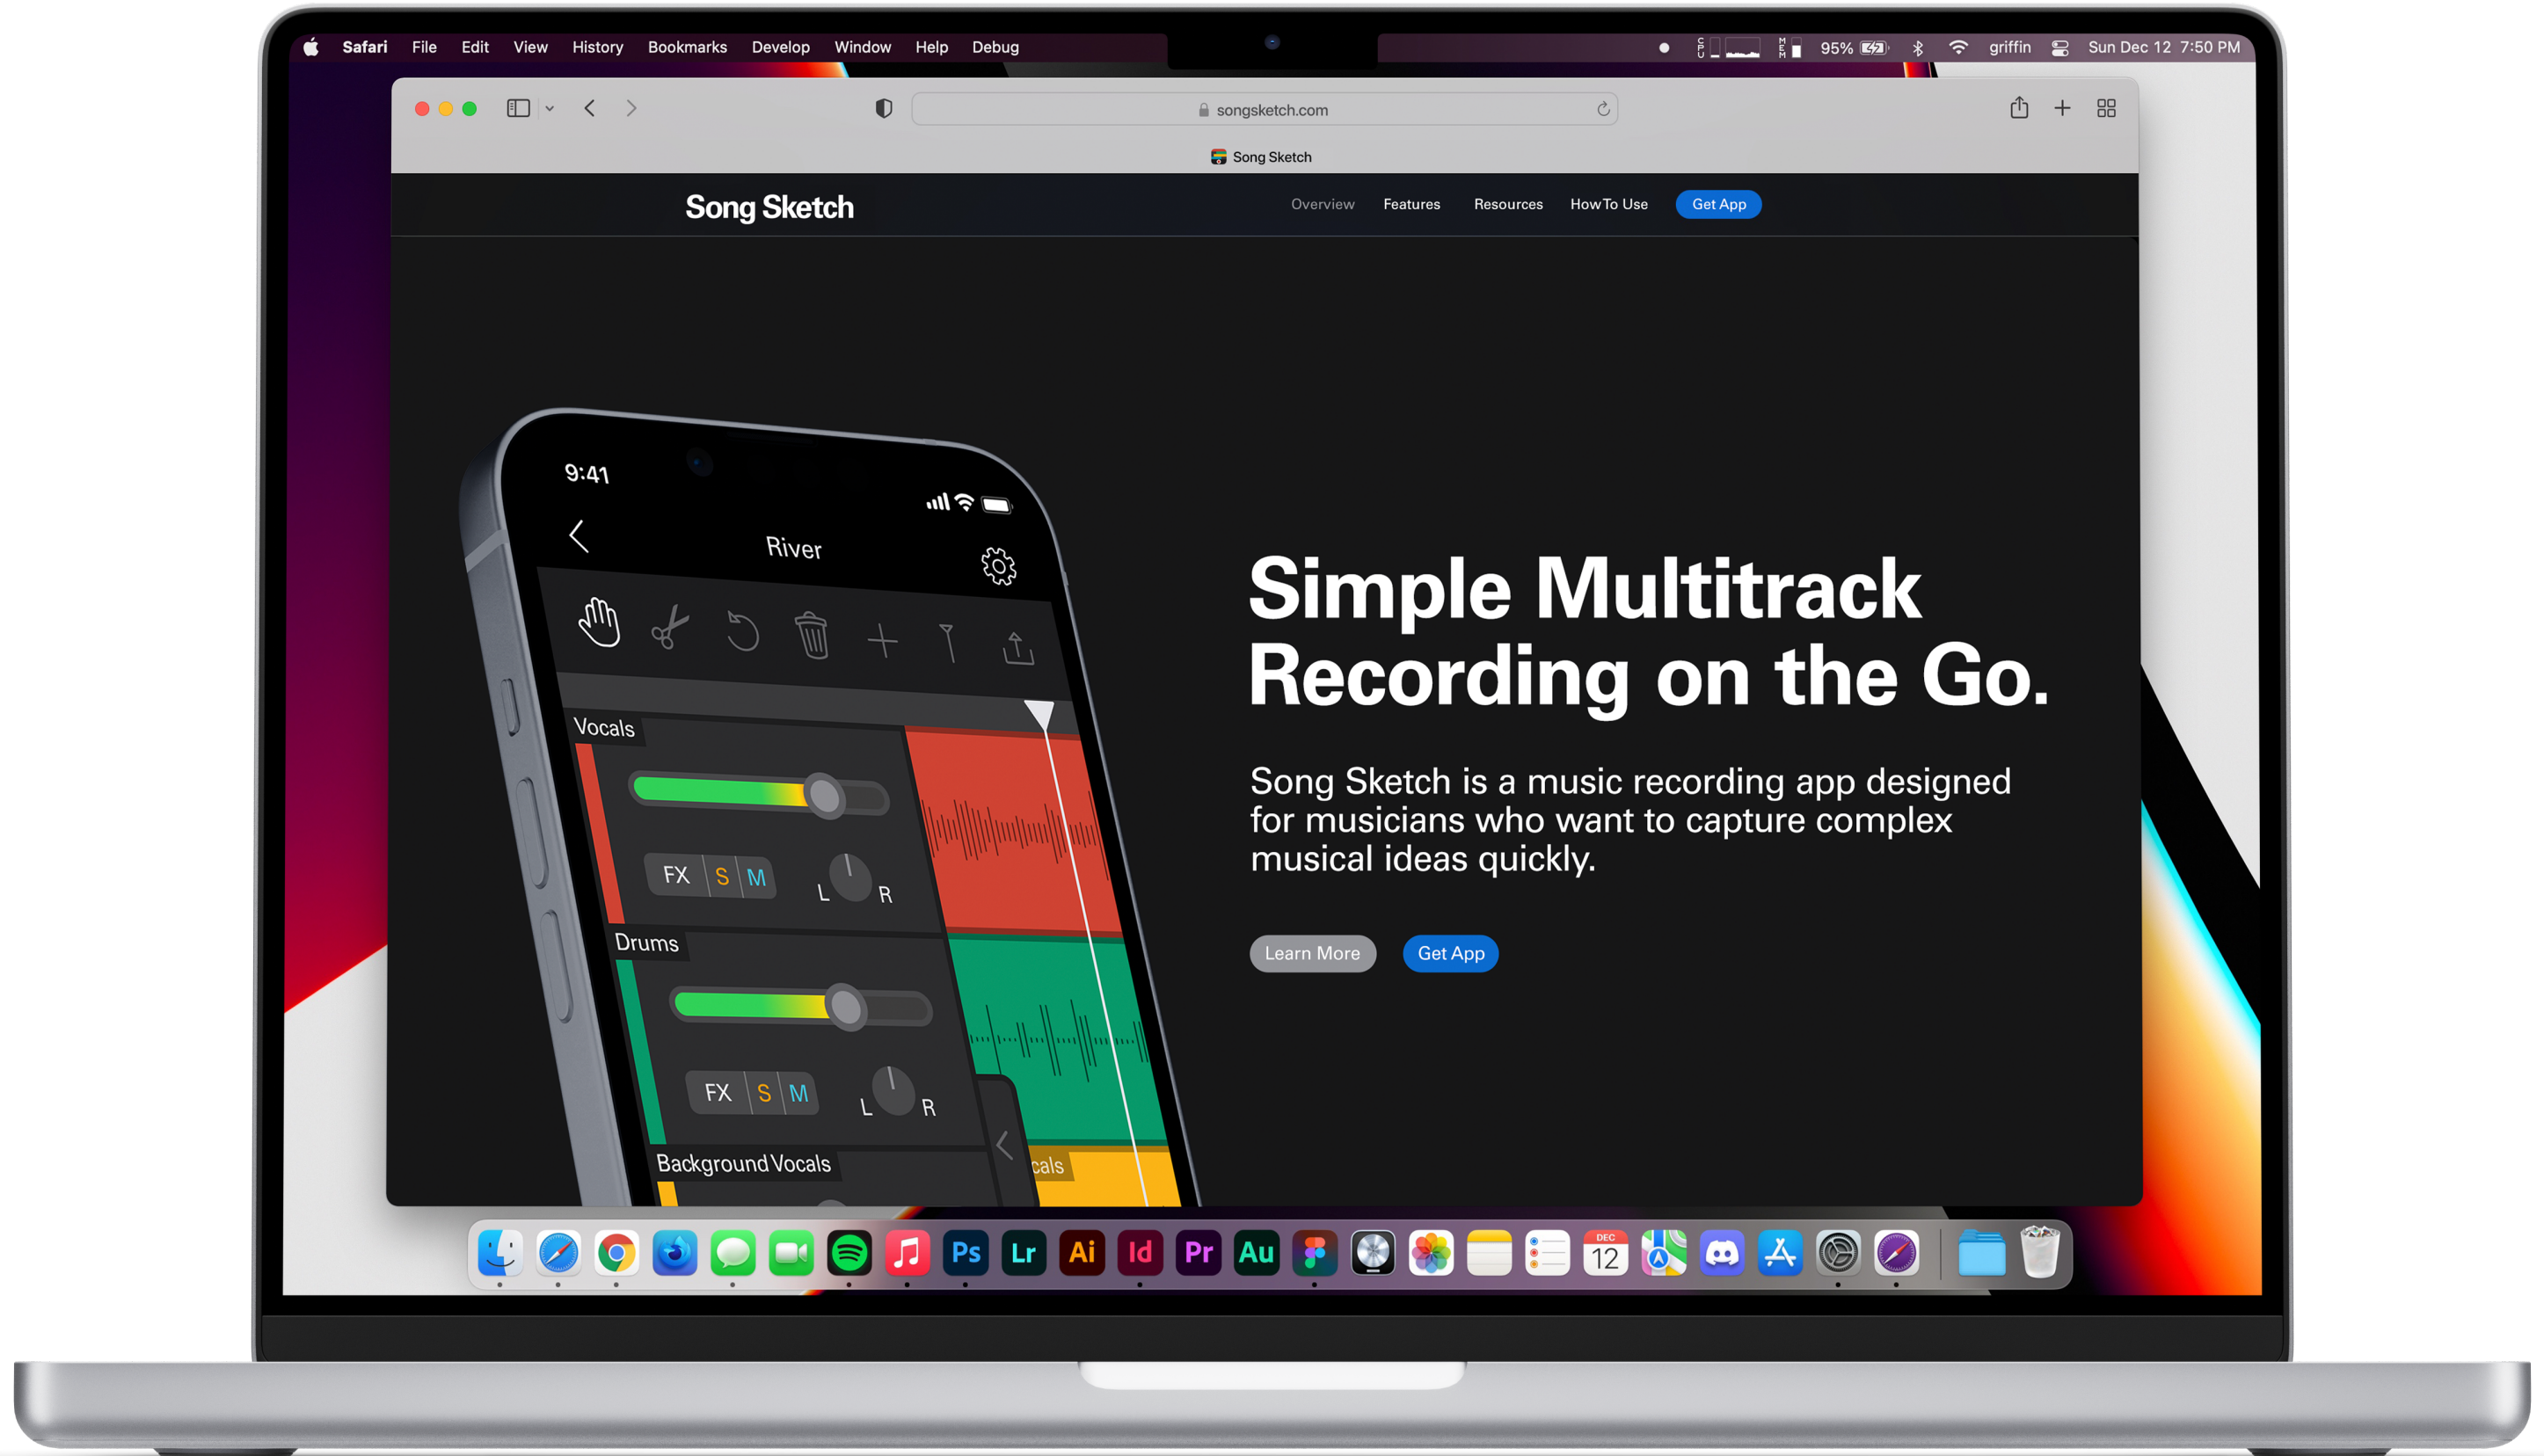 Safari File Edit View History Bookmarks Develop Window Help Debug
CPU MEM 95% griffin Sun Dec 12 7:50 PM
songsketch.com
Song Sketch
Song Sketch
Overview Features Resources How To Use Get App
9:41
River
Vocals
FX S M L R
Drums
FX S M L R
Background Vocals
cals
Simple Multitrack
Recording on the Go.
Song Sketch is a music recording app designed
for musicians who want to capture complex
musical ideas quickly.
Learn More Get App
Ps Lr Ai Id Pr Au DEC
12